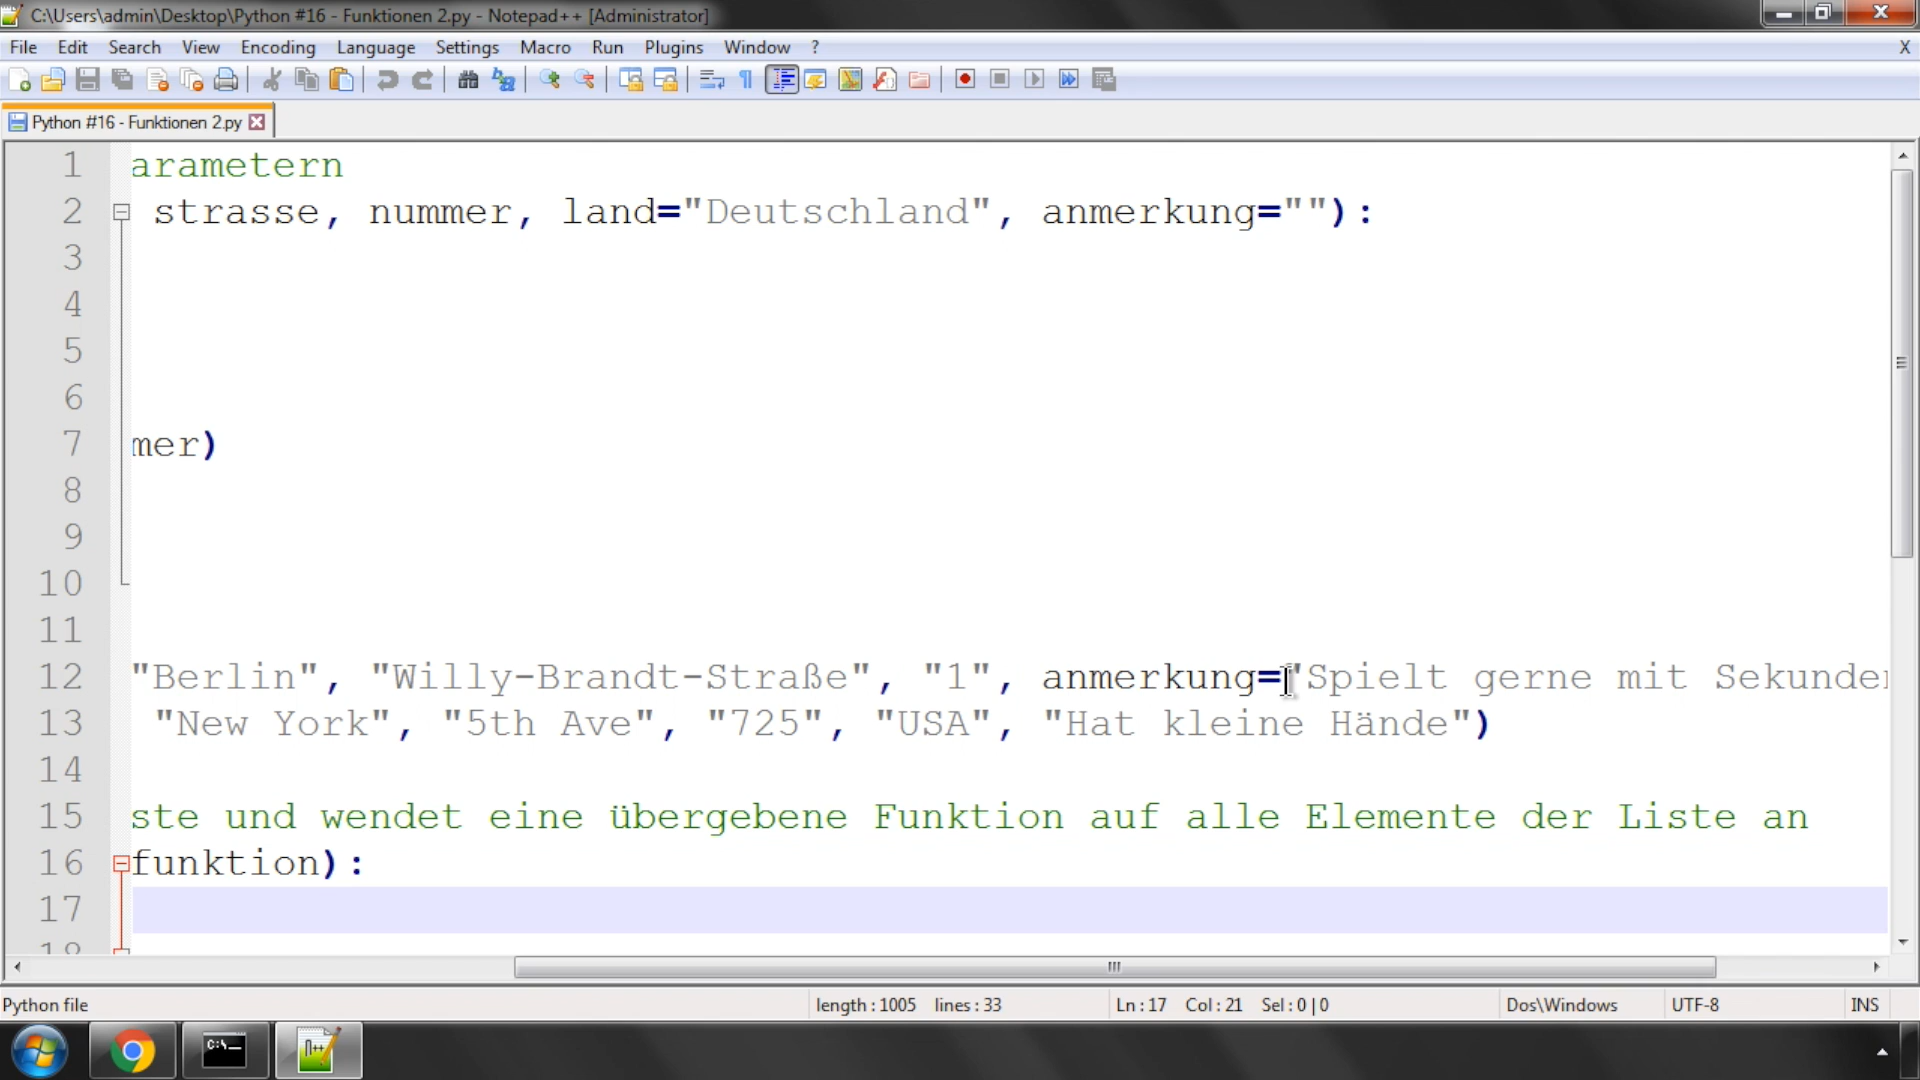 C:\Users\admin\Desktop\Python #16 - Funktionen 2.py - Notepad++ [Administrator]
File Edit Search View Encoding Language Settings Macro Run Plugins Window ? X
Python #16 - Funktionen 2.py
1 arametern
2 strasse, nummer, land="Deutschland", anmerkung=""):
3
4
5
6
7 mer)
8
9
10
11
12 "Berlin", "Willy-Brandt-Straße", "1", anmerkung="Spielt gerne mit Sekunden
13 "New York", "5th Ave", "725", "USA", "Hat kleine Hände")
14
15 ste und wendet eine übergebene Funktion auf alle Elemente der Liste an
16 funktion):
17
18
Python file length : 1005 lines : 33 Ln : 17 Col : 21 Sel : 0 | 0 Dos\Windows UTF-8 INS
C:\